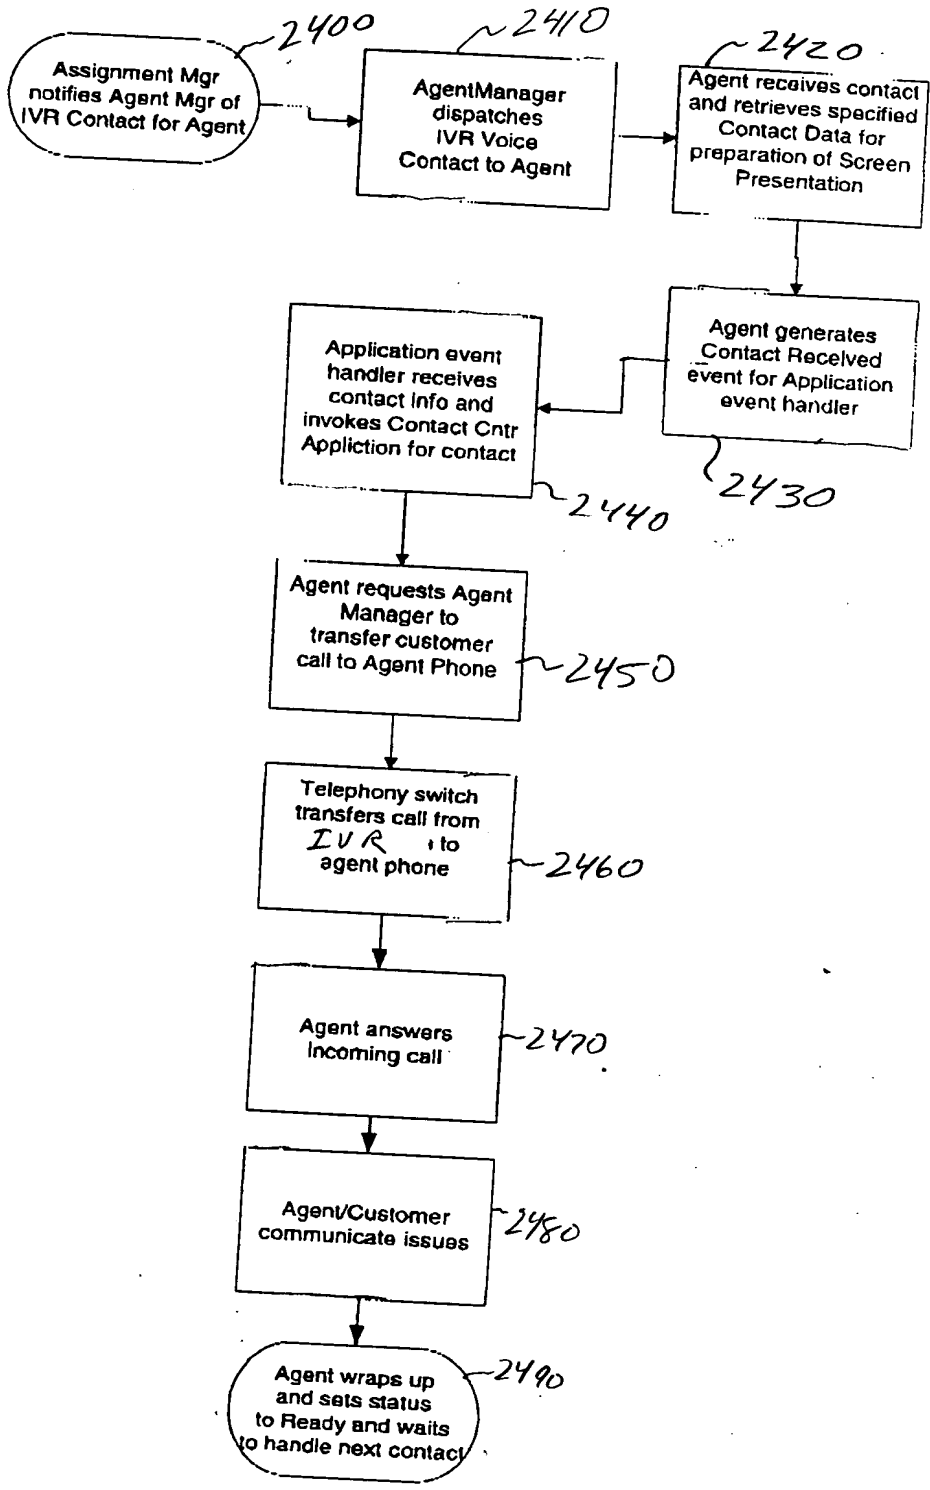 2400
Assignment Mgr
notifies Agent Mgr of
IVR Contact for Agent
2410
AgentManager
dispatches
IVR Voice
Contact to Agent
2420
Agent receives contact
and retrieves specified
Contact Data for
preparation of Screen
Presentation
Agent generates
Contact Received
event for Application
event handler
2430
Application event
handler receives
contact info and
invokes Contact Cntr
Appliction for contact
2440
Agent requests Agent
Manager to
transfer customer
call to Agent Phone
2450
Telephony switch
transfers call from
IVR to
agent phone
2460
Agent answers
incoming call
2470
Agent/Customer
communicate issues
2480
Agent wraps up
and sets status
to Ready and waits
to handle next contact
2490